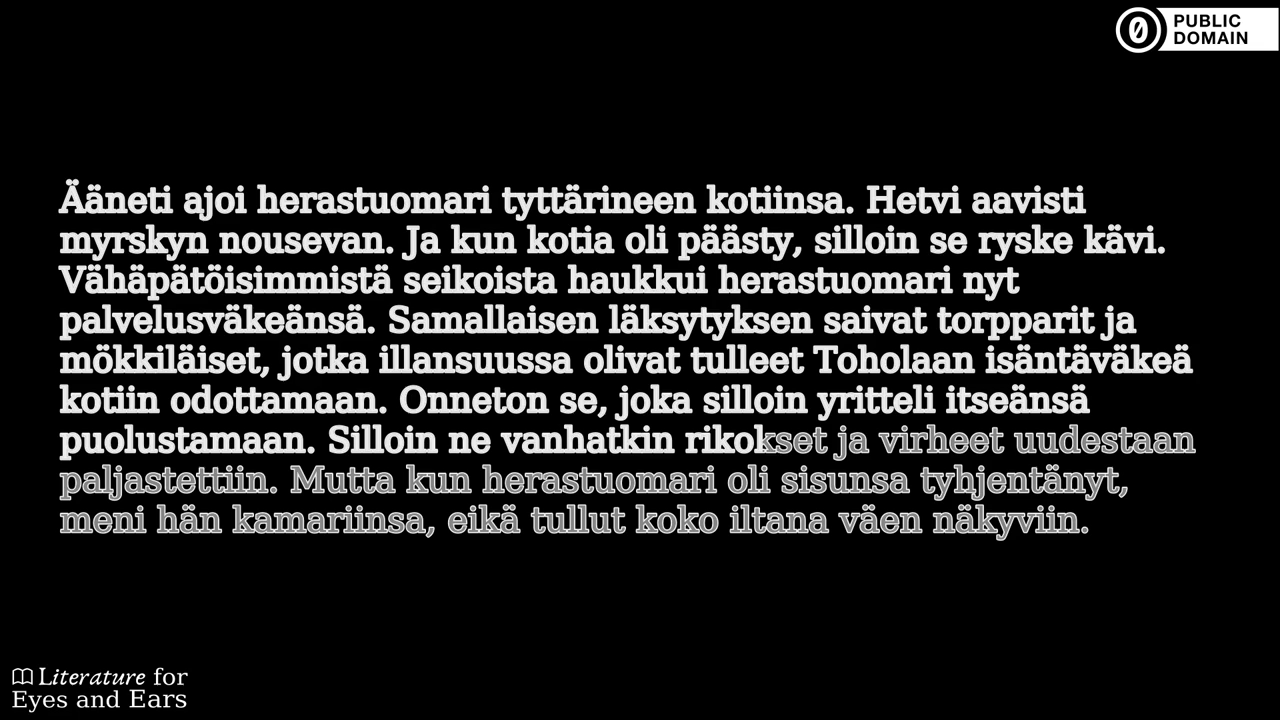 PUBLIC
DOMAIN
Ääneti ajoi herastuomari tyttärineen kotiinsa. Hetvi aavisti
myrskyn nousevan. Ja kun kotia oli päästy, silloin se ryske kävi.
Vähäpätöisimmistä seikoista haukkui herastuomari nyt
palvelusväkeänsä. Samallaisen läksytyksen saivat torpparit ja
mökkiläiset, jotka illansuussa olivat tulleet Toholaan isäntäväkeä
kotiin odottamaan. Onneton se, joka silloin yritteli itseänsä
puolustamaan. Silloin ne vanhatkin rikokset ja virheet uudestaan
paljastettiin. Mutta kun herastuomari oli sisunsa tyhjentänyt,
meni hän kamariinsa, eikä tullut koko iltana väen näkyviin.
Literature for
Eyes and Ears